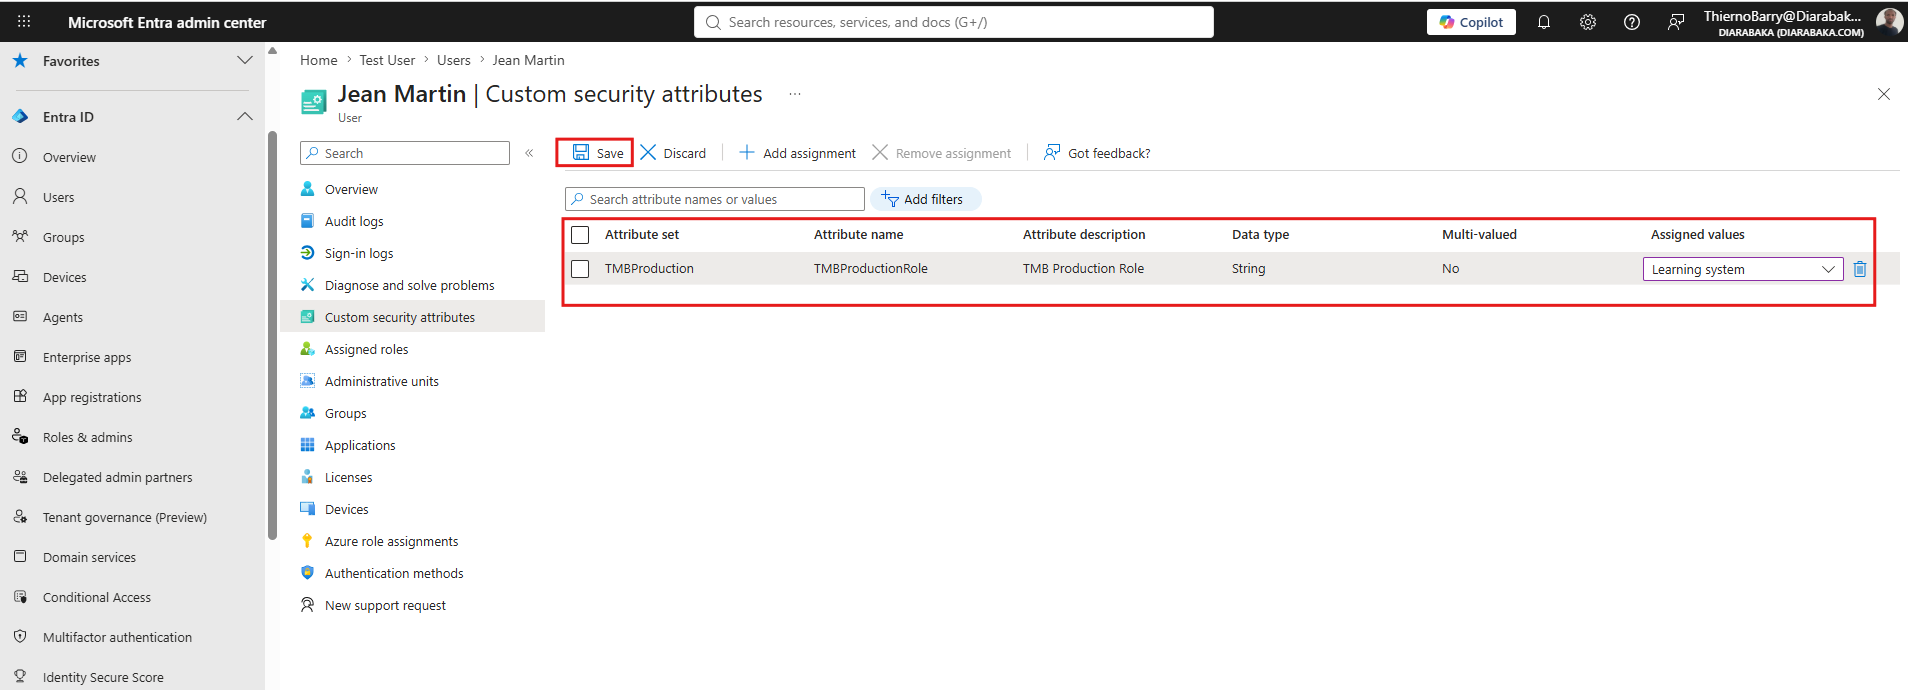 Microsoft Entra admin center
Search resources, services, and docs (G+/)
Copilot
ThiernoBarry@Diarabak...
DIARABAKA (DIARABAKA.COM)
Favorites
Entra ID
Overview
Users
Groups
Devices
Agents
Enterprise apps
App registrations
Roles & admins
Delegated admin partners
Tenant governance (Preview)
Domain services
Conditional Access
Multifactor authentication
Identity Secure Score
Home > Test User > Users > Jean Martin
Jean Martin | Custom security attributes ...
User
Search
Overview
Audit logs
Sign-in logs
Diagnose and solve problems
Custom security attributes
Assigned roles
Administrative units
Groups
Applications
Licenses
Devices
Azure role assignments
Authentication methods
New support request
Save Discard Add assignment Remove assignment Got feedback?
Search attribute names or values Add filters
Attribute set Attribute name Attribute description Data type Multi-valued Assigned values
TMBProduction TMBProductionRole TMB Production Role String No Learning system